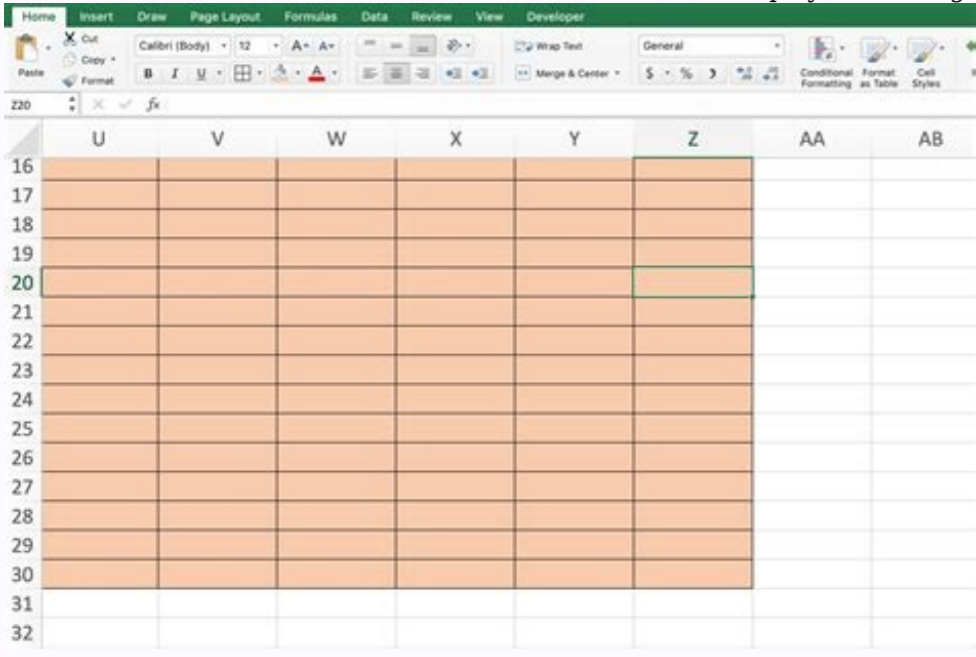 Home Insert Draw Page Layout Formulas Data Review View Developer
Cut Calibri (Body) 12 A A Wrap Text General
Copy
Paste Format B I U A Merge & Center $ % Conditional Formatting Format as Table Cell Styles
Z20 fx
U V W X Y Z AA AB
16
17
18
19
20
21
22
23
24
25
26
27
28
29
30
31
32